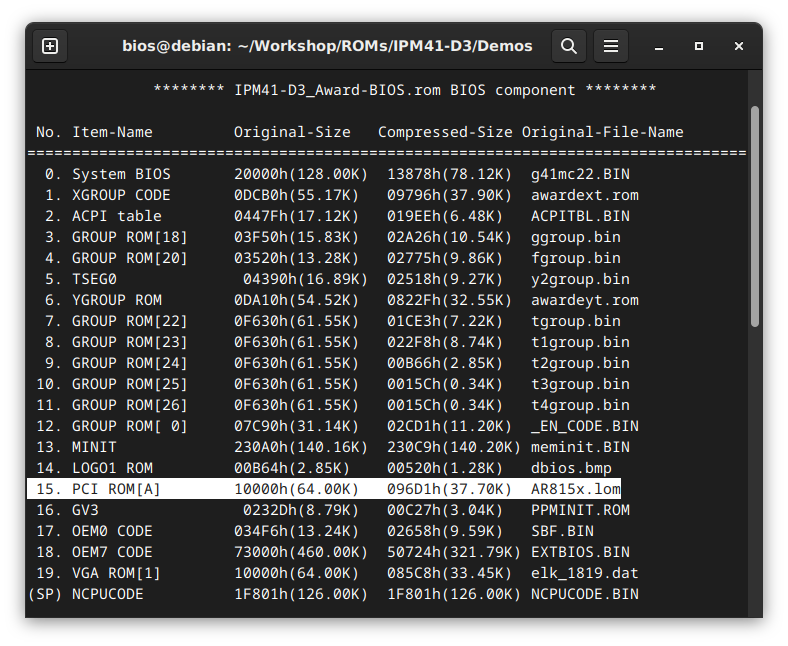 bios@debian: ~/Workshop/ROMs/IPM41-D3/Demos
******** IPM41-D3_Award-BIOS.rom BIOS component ********
No. Item-Name Original-Size Compressed-Size Original-File-Name
================================================================================
0. System BIOS 20000h(128.00K) 13878h(78.12K) g41mc22.BIN
1. XGROUP CODE 0DCB0h(55.17K) 09796h(37.90K) awardext.rom
2. ACPI table 0447Fh(17.12K) 019EEh(6.48K) ACPITBL.BIN
3. GROUP ROM[18] 03F50h(15.83K) 02A26h(10.54K) ggroup.bin
4. GROUP ROM[20] 03520h(13.28K) 02775h(9.86K) fgroup.bin
5. TSEG0 04390h(16.89K) 02518h(9.27K) y2group.bin
6. YGROUP ROM 0DA10h(54.52K) 0822Fh(32.55K) awardeyt.rom
7. GROUP ROM[22] 0F630h(61.55K) 01CE3h(7.22K) tgroup.bin
8. GROUP ROM[23] 0F630h(61.55K) 022F8h(8.74K) t1group.bin
9. GROUP ROM[24] 0F630h(61.55K) 00B66h(2.85K) t2group.bin
10. GROUP ROM[25] 0F630h(61.55K) 0015Ch(0.34K) t3group.bin
11. GROUP ROM[26] 0F630h(61.55K) 0015Ch(0.34K) t4group.bin
12. GROUP ROM[ 0] 07C90h(31.14K) 02CD1h(11.20K) _EN_CODE.BIN
13. MINIT 230A0h(140.16K) 230C9h(140.20K) meminit.BIN
14. LOGO1 ROM 00B64h(2.85K) 00520h(1.28K) dbios.bmp
15. PCI ROM[A] 10000h(64.00K) 096D1h(37.70K) AR815x.lom
16. GV3 0232Dh(8.79K) 00C27h(3.04K) PPMINIT.ROM
17. OEM0 CODE 034F6h(13.24K) 02658h(9.59K) SBF.BIN
18. OEM7 CODE 73000h(460.00K) 50724h(321.79K) EXTBIOS.BIN
19. VGA ROM[1] 10000h(64.00K) 085C8h(33.45K) elk_1819.dat
(SP) NCPUCODE 1F801h(126.00K) 1F801h(126.00K) NCPUCODE.BIN